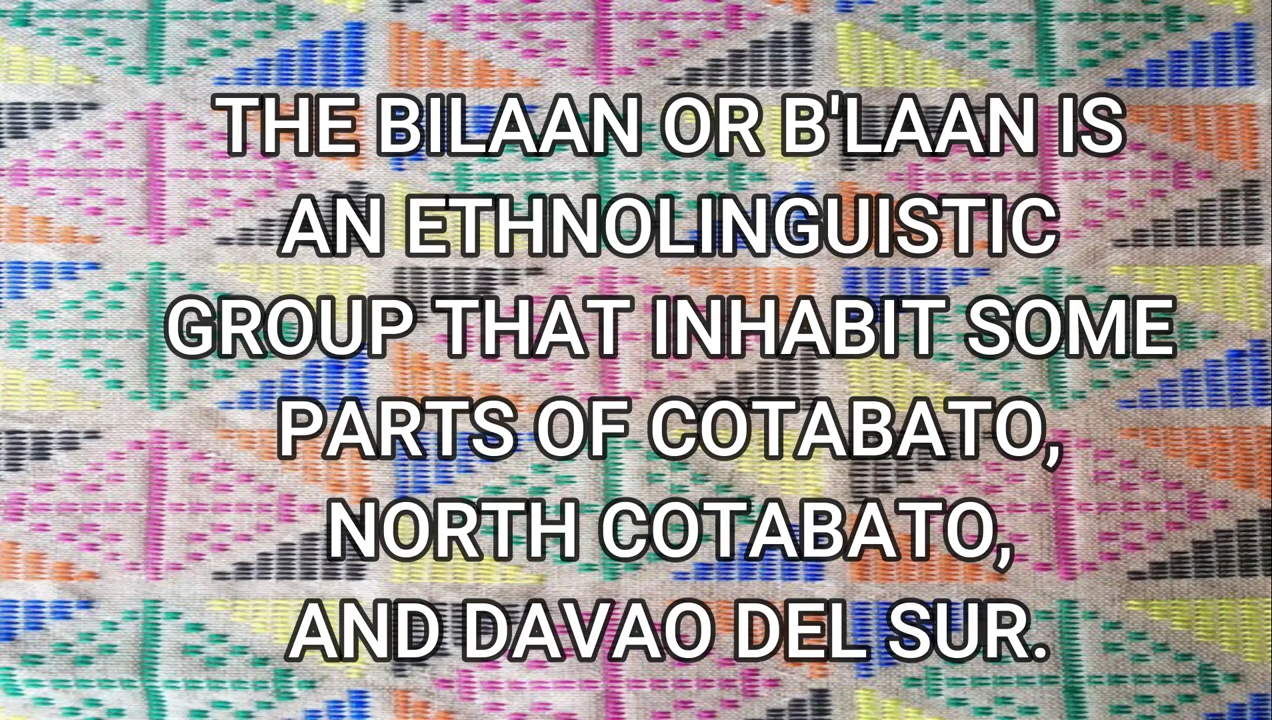 THE BILAAN OR B'LAAN IS
AN ETHNOLINGUISTIC
GROUP THAT INHABIT SOME
PARTS OF COTABATO,
NORTH COTABATO,
AND DAVAO DEL SUR.